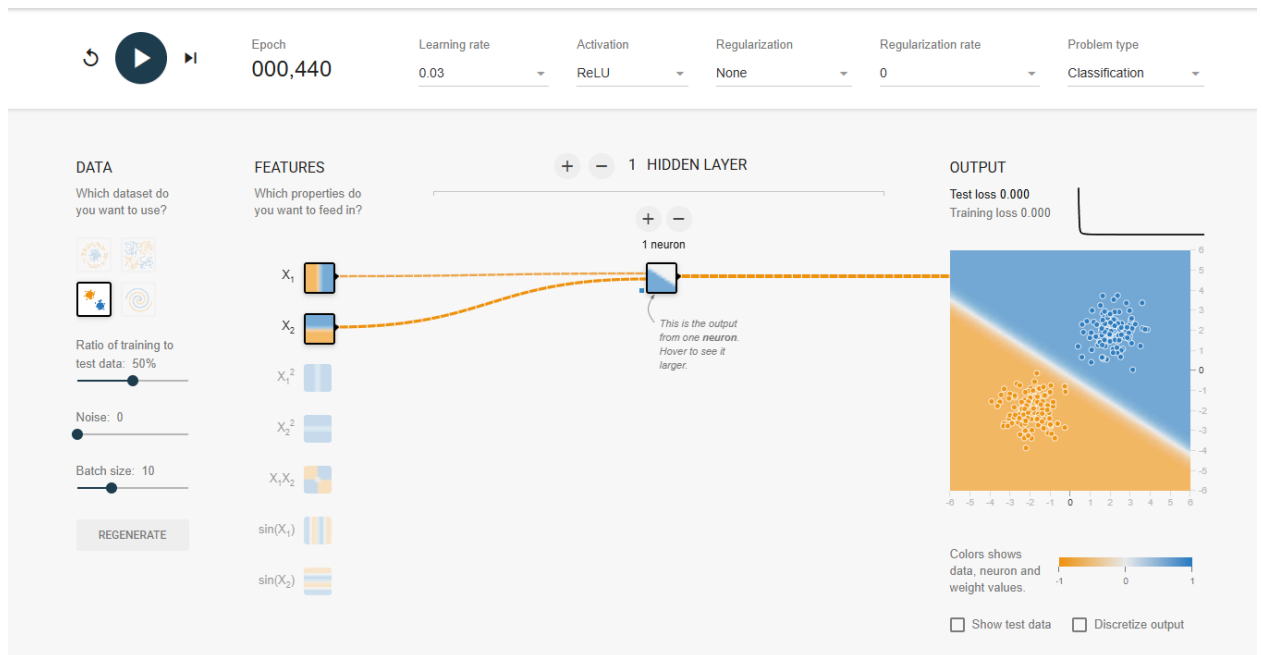 Epoch
000,440
Learning rate
0.03
Activation
ReLU
Regularization
None
Regularization rate
0
Problem type
Classification
DATA
Which dataset do
you want to use?
Ratio of training to
test data: 50%
Noise: 0
Batch size: 10
REGENERATE
FEATURES
Which properties do
you want to feed in?
X1
X2
X1²
X2²
X1X2
sin(X1)
sin(X2)
+ − 1 HIDDEN LAYER
+ −
1 neuron
This is the output
from one neuron.
Hover to see it
larger.
OUTPUT
Test loss 0.000
Training loss 0.000
6
5
4
3
2
1
0
-1
-2
-3
-4
-5
-6
-6 -5 -4 -3 -2 -1 0 1 2 3 4 5 6
Colors shows
data, neuron and
weight values.
-1 0 1
Show test data
Discretize output